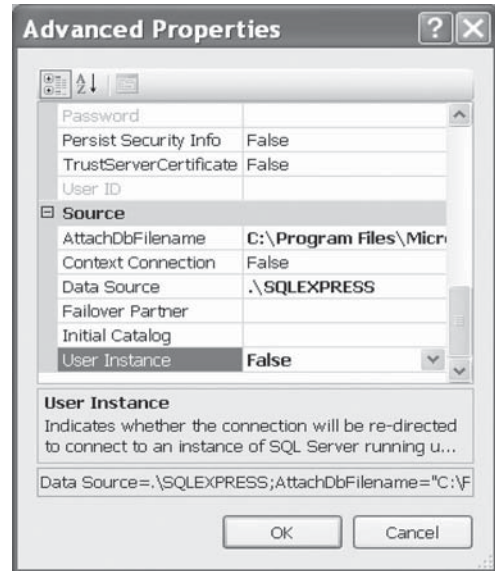 Advanced Properties
Password
Persist Security Info False
TrustServerCertificate False
User ID
Source
AttachDbFilename C:\Program Files\Micr
Context Connection False
Data Source .\SQLEXPRESS
Failover Partner
Initial Catalog
User Instance False
User Instance
Indicates whether the connection will be re-directed
to connect to an instance of SQL Server running u...
Data Source=.\SQLEXPRESS;AttachDbFilename="C:\F
OK Cancel